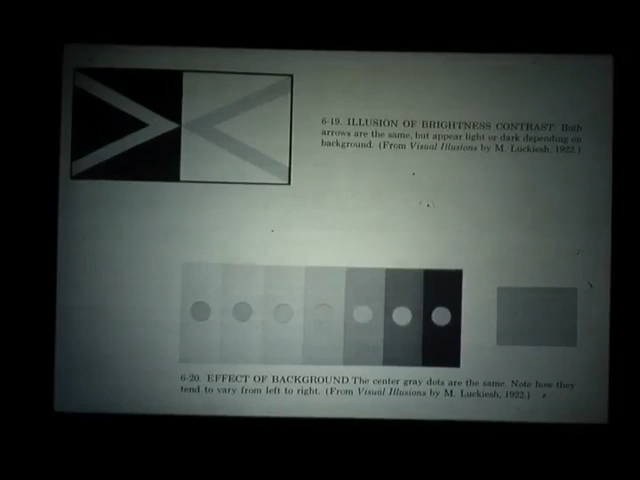 6-19. ILLUSION OF BRIGHTNESS CONTRAST. Both
arrows are the same, but appear light or dark depending on
background. (From Visual Illusions by M. Luckiesh, 1922.)
6-20. EFFECT OF BACKGROUND The center gray dots are the same. Note how they
tend to vary from left to right. (From Visual Illusions by M. Luckiesh, 1922.)